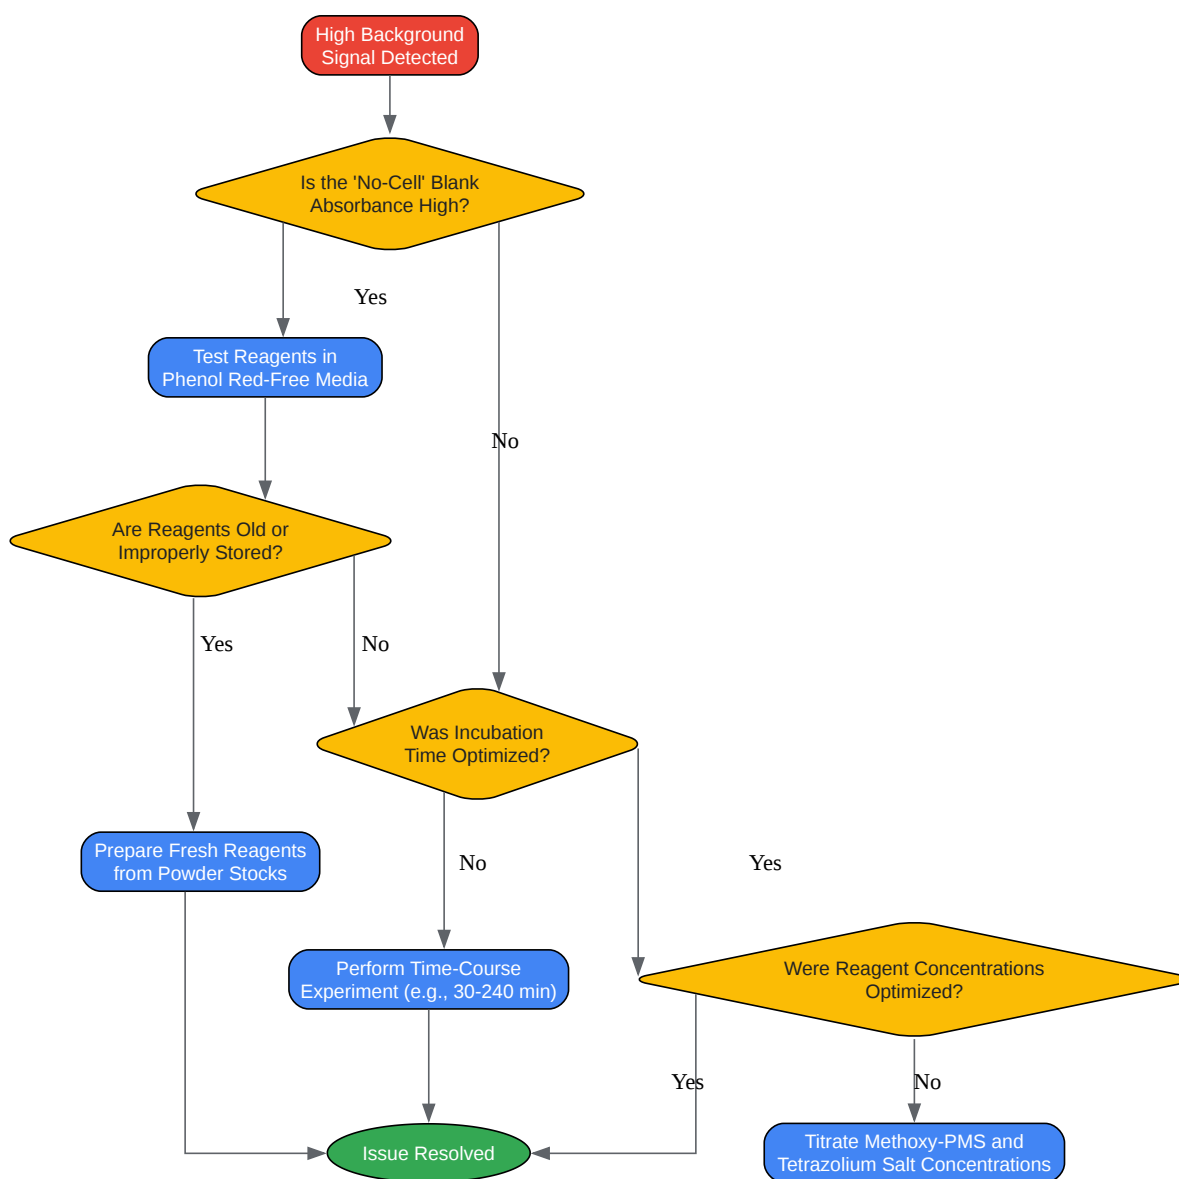 High Background
Signal Detected
Is the 'No-Cell' Blank
Absorbance High?
Yes
Test Reagents in
Phenol Red-Free Media
No
Are Reagents Old or
Improperly Stored?
Yes
No
Was Incubation
Time Optimized?
Prepare Fresh Reagents
from Powder Stocks
No
Yes
Perform Time-Course
Experiment (e.g., 30-240 min)
Were Reagent Concentrations
Optimized?
Yes
No
Issue Resolved
Titrate Methoxy-PMS and
Tetrazolium Salt Concentrations